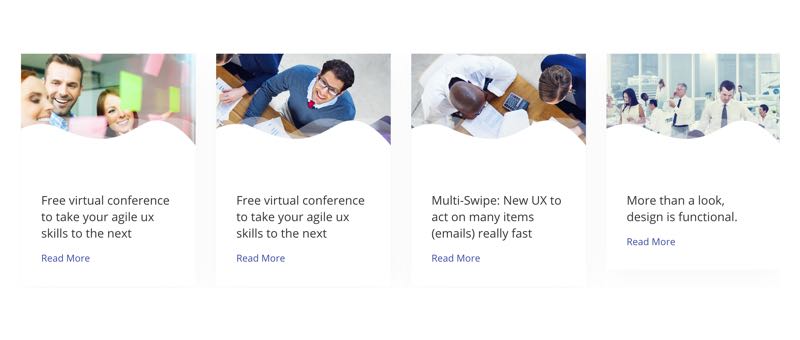 Free virtual conference
to take your agile ux
skills to the next
Read More
Free virtual conference
to take your agile ux
skills to the next
Read More
Multi-Swipe: New UX to
act on many items
(emails) really fast
Read More
More than a look,
design is functional.
Read More